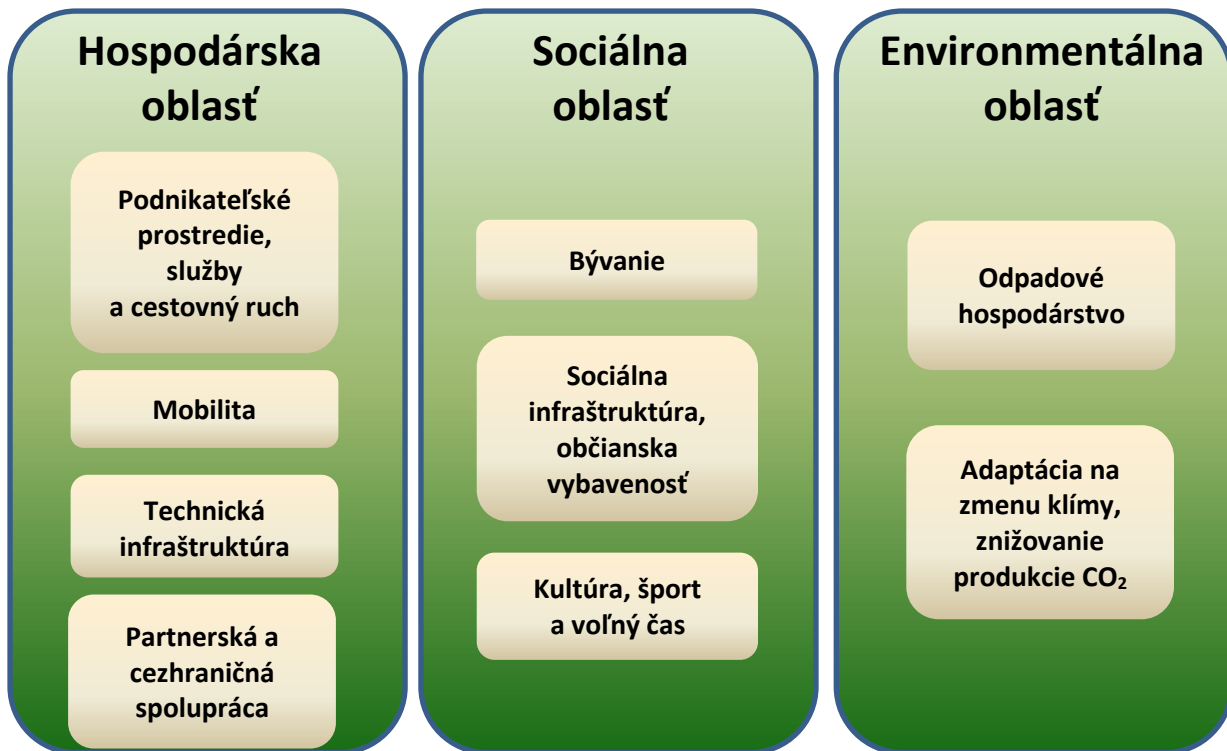 Hospodárska
oblasť
Podnikateľské
prostredie,
služby
a cestovný ruch
Mobilita
Technická
infraštruktúra
Partnerská a
cezhraničná
spolupráca
Sociálna
oblasť
Bývanie
Sociálna
infraštruktúra,
občianska
vybavenosť
Kultúra, šport
a voľný čas
Environmentálna
oblasť
Odpadové
hospodárstvo
Adaptácia na
zmenu klímy,
znižovanie
produkcie CO₂